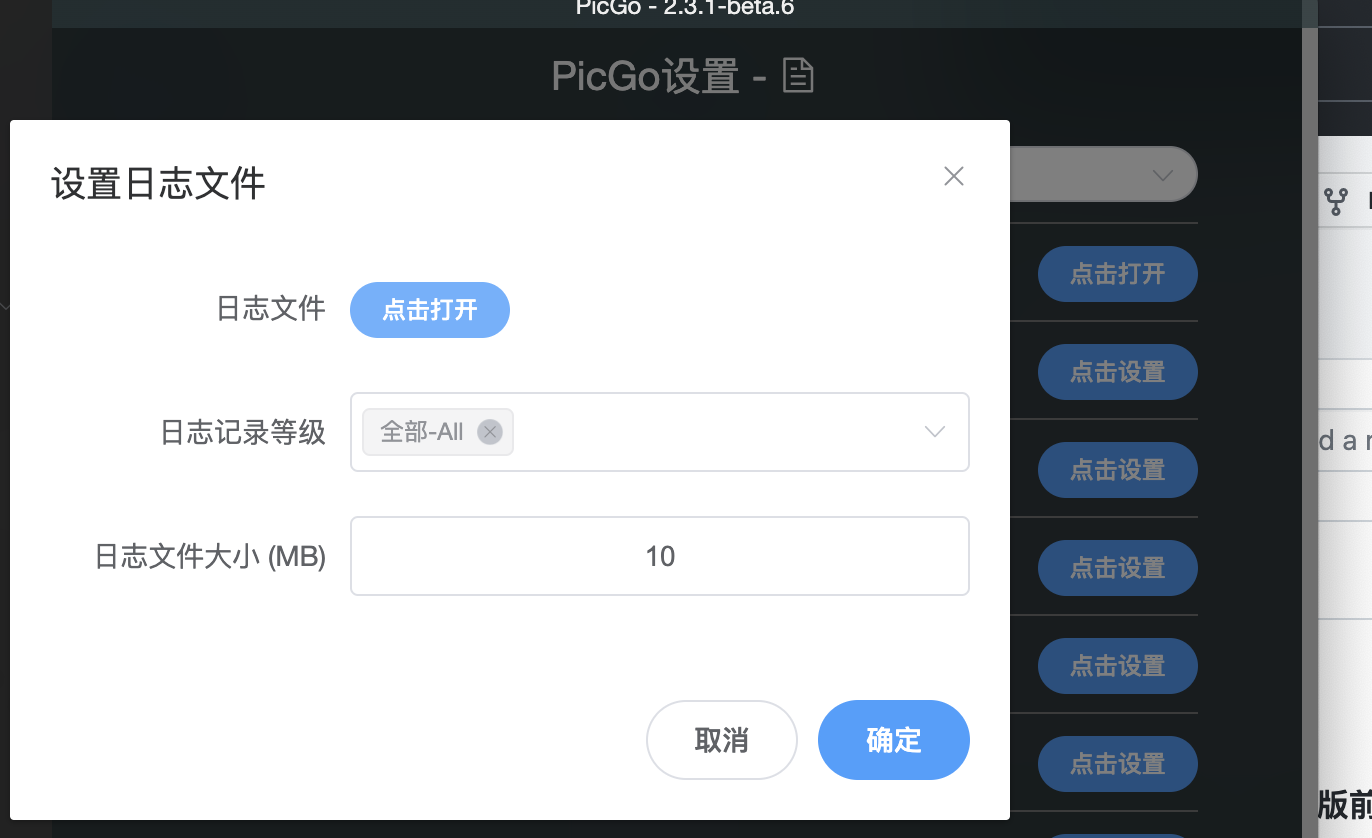 PicGo - 2.3.1-beta.6
PicGo设置 -
设置日志文件
日志文件 点击打开
日志记录等级 全部-All
日志文件大小 (MB) 10
取消 确定
点击打开
点击设置
点击设置
点击设置
点击设置
点击设置
d a
版前